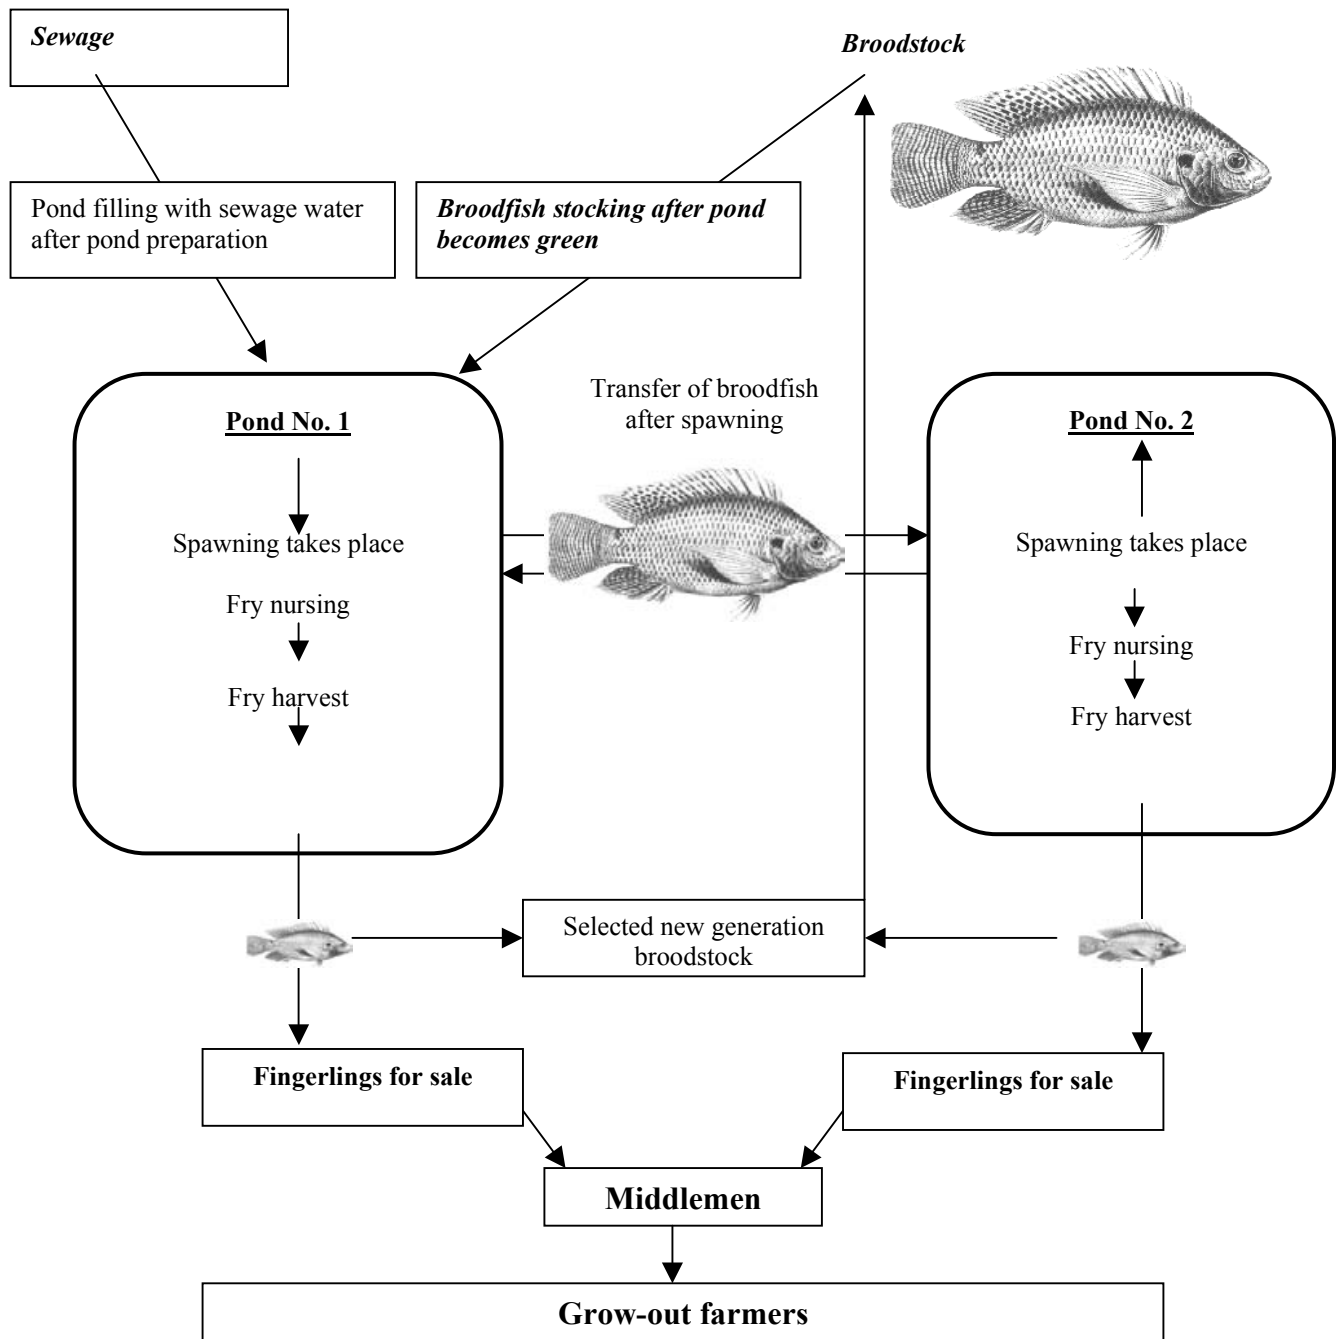 Sewage
Broodstock
Pond filling with sewage water
after pond preparation
Broodfish stocking after pond
becomes green
Transfer of broodfish
after spawning
Pond No. 1
Spawning takes place
Fry nursing
Fry harvest
Pond No. 2
Spawning takes place
Fry nursing
Fry harvest
Selected new generation
broodstock
Fingerlings for sale
Fingerlings for sale
Middlemen
Grow-out farmers